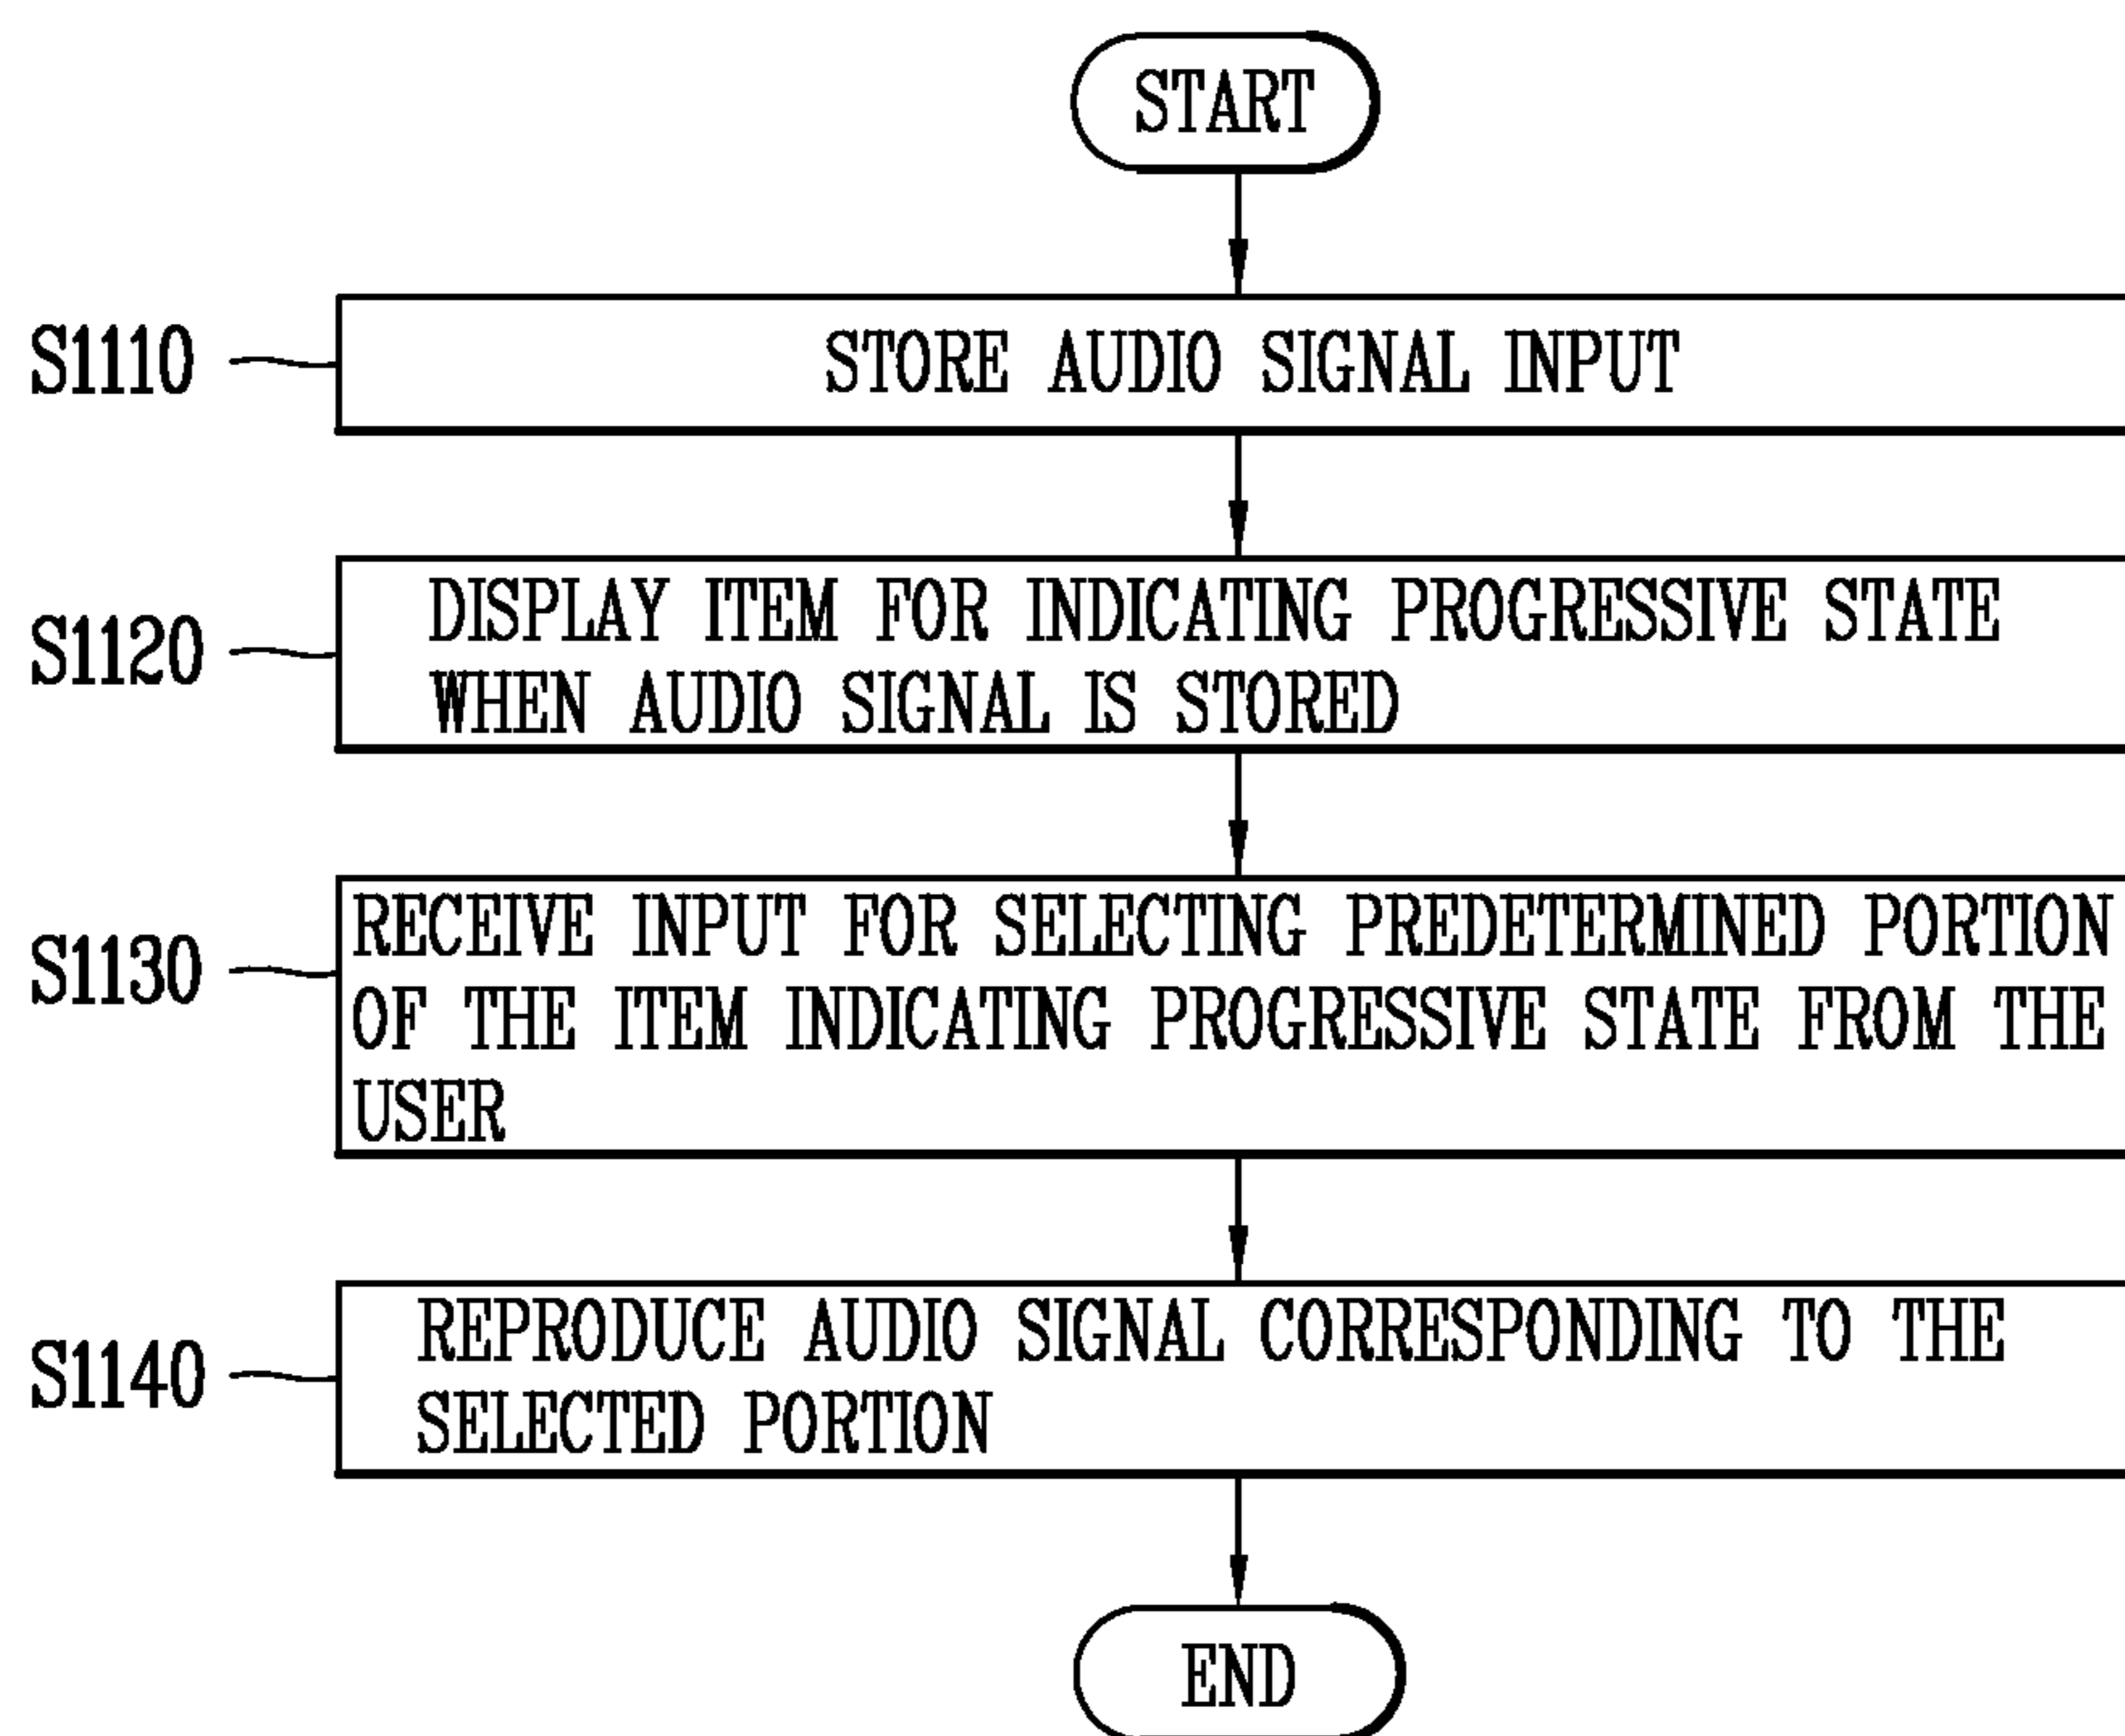 START
S1110
STORE AUDIO SIGNAL INPUT
S1120
DISPLAY ITEM FOR INDICATING PROGRESSIVE STATE
WHEN AUDIO SIGNAL IS STORED
S1130
RECEIVE INPUT FOR SELECTING PREDETERMINED PORTION
OF THE ITEM INDICATING PROGRESSIVE STATE FROM THE
USER
S1140
REPRODUCE AUDIO SIGNAL CORRESPONDING TO THE
SELECTED PORTION
END